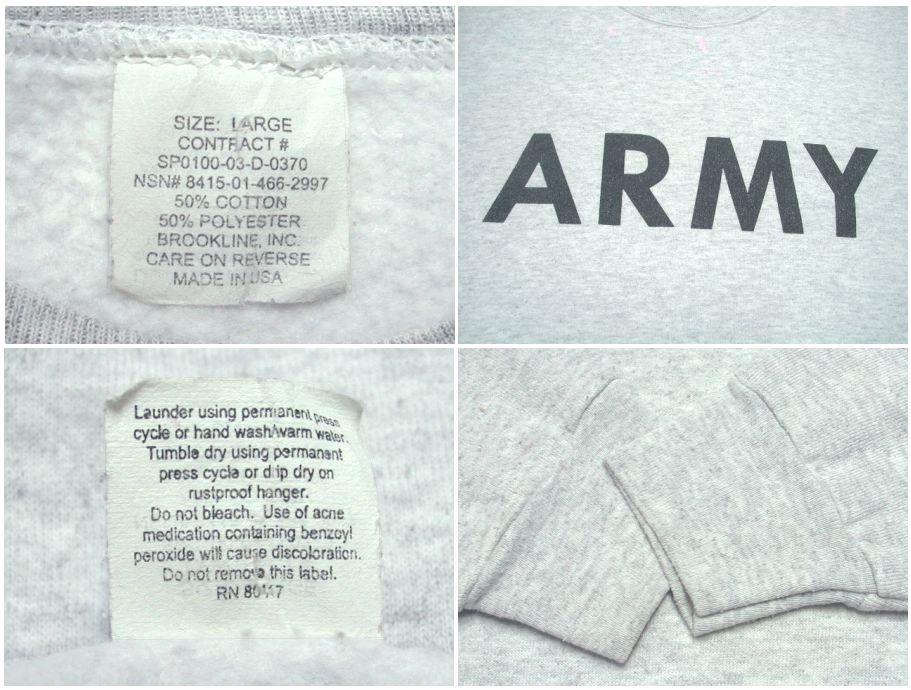 SIZE: LARGE
CONTRACT #
SP0100-03-D-0370
NSN# 8415-01-466-2997
50% COTTON
50% POLYESTER
BROOKLINE, INC.
CARE ON REVERSE
MADE IN USA
ARMY
Launder using permanent press
cycle or hand wash/warm water.
Tumble dry using permanent
press cycle or drip dry on
rustproof hanger.
Do not bleach. Use of acne
medication containing benzoyl
peroxide will cause discoloration.
Do not remove this label.
RN